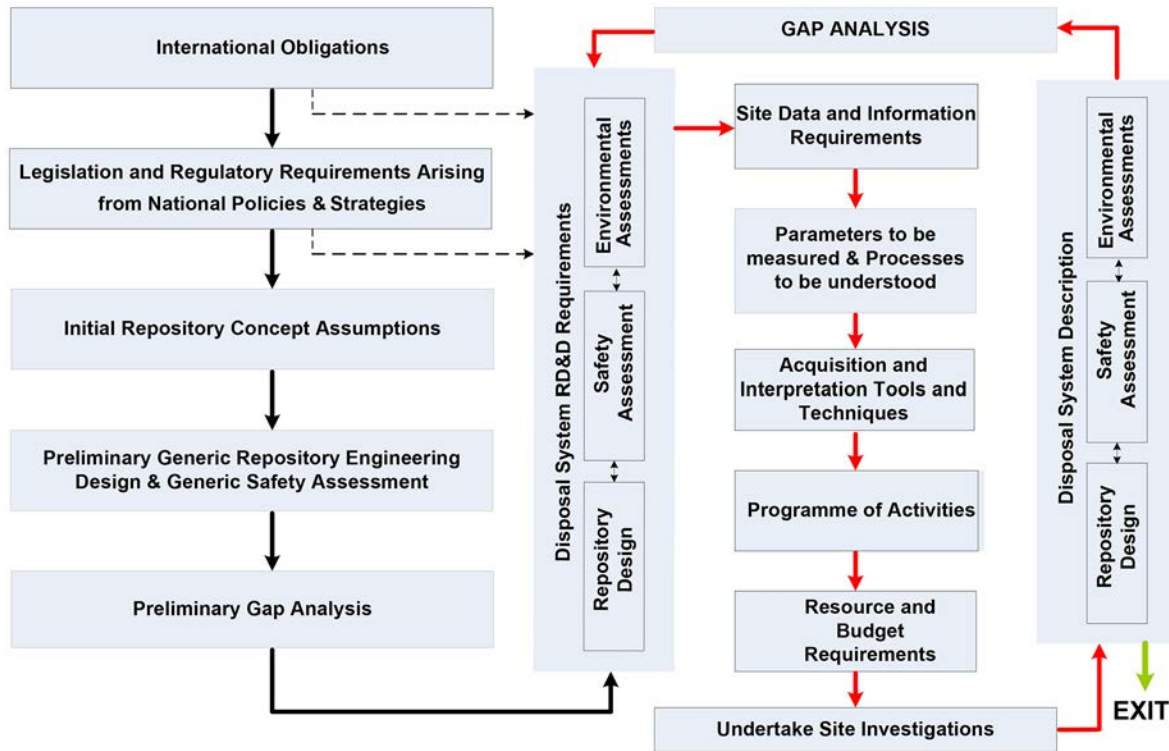 International Obligations
Legislation and Regulatory Requirements Arising
from National Policies & Strategies
Initial Repository Concept Assumptions
Preliminary Generic Repository Engineering
Design & Generic Safety Assessment
Preliminary Gap Analysis
Disposal System RD&D Requirements
Environmental
Assessments
Safety
Assessment
Repository
Design
GAP ANALYSIS
Site Data and Information
Requirements
Parameters to be
measured & Processes
to be understood
Acquisition and
Interpretation Tools and
Techniques
Programme of Activities
Resource and
Budget
Requirements
Undertake Site Investigations
Disposal System Description
Environmental
Assessments
Safety
Assessment
Repository
Design
EXIT